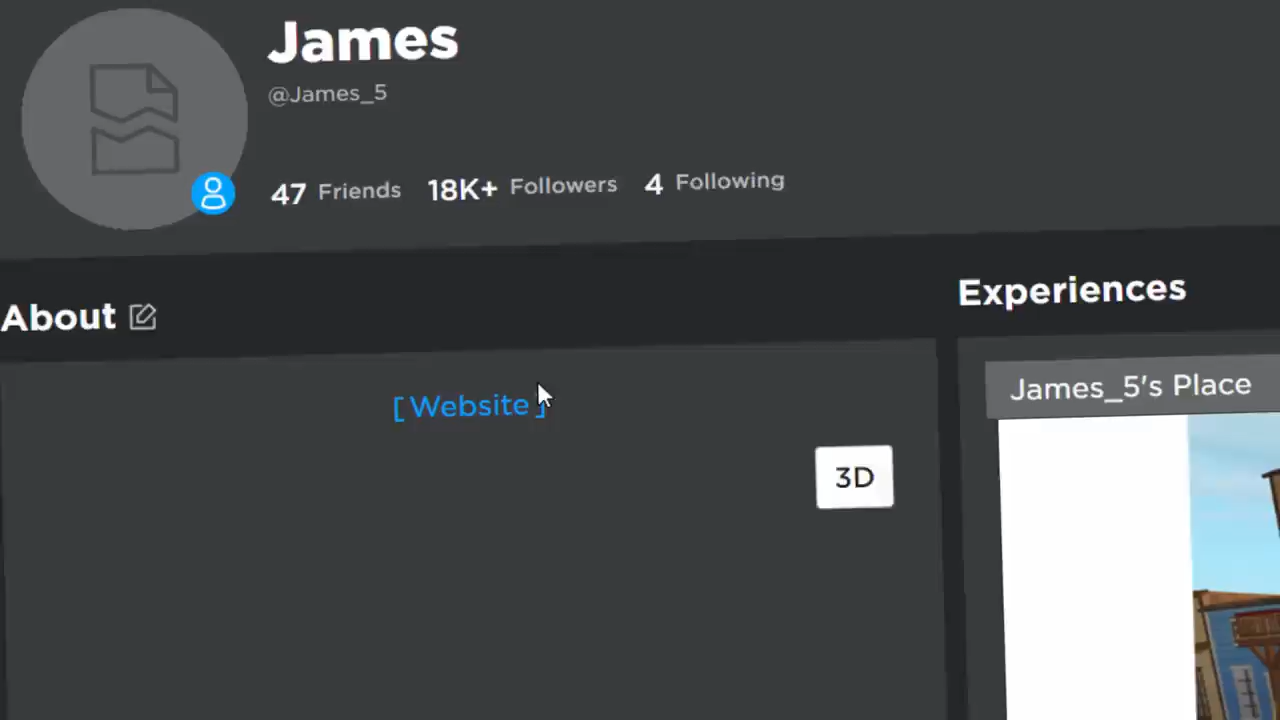 James
@James_5
47 Friends 18K+ Followers 4 Following
About
Experiences
[ Website ]
James_5's Place
3D